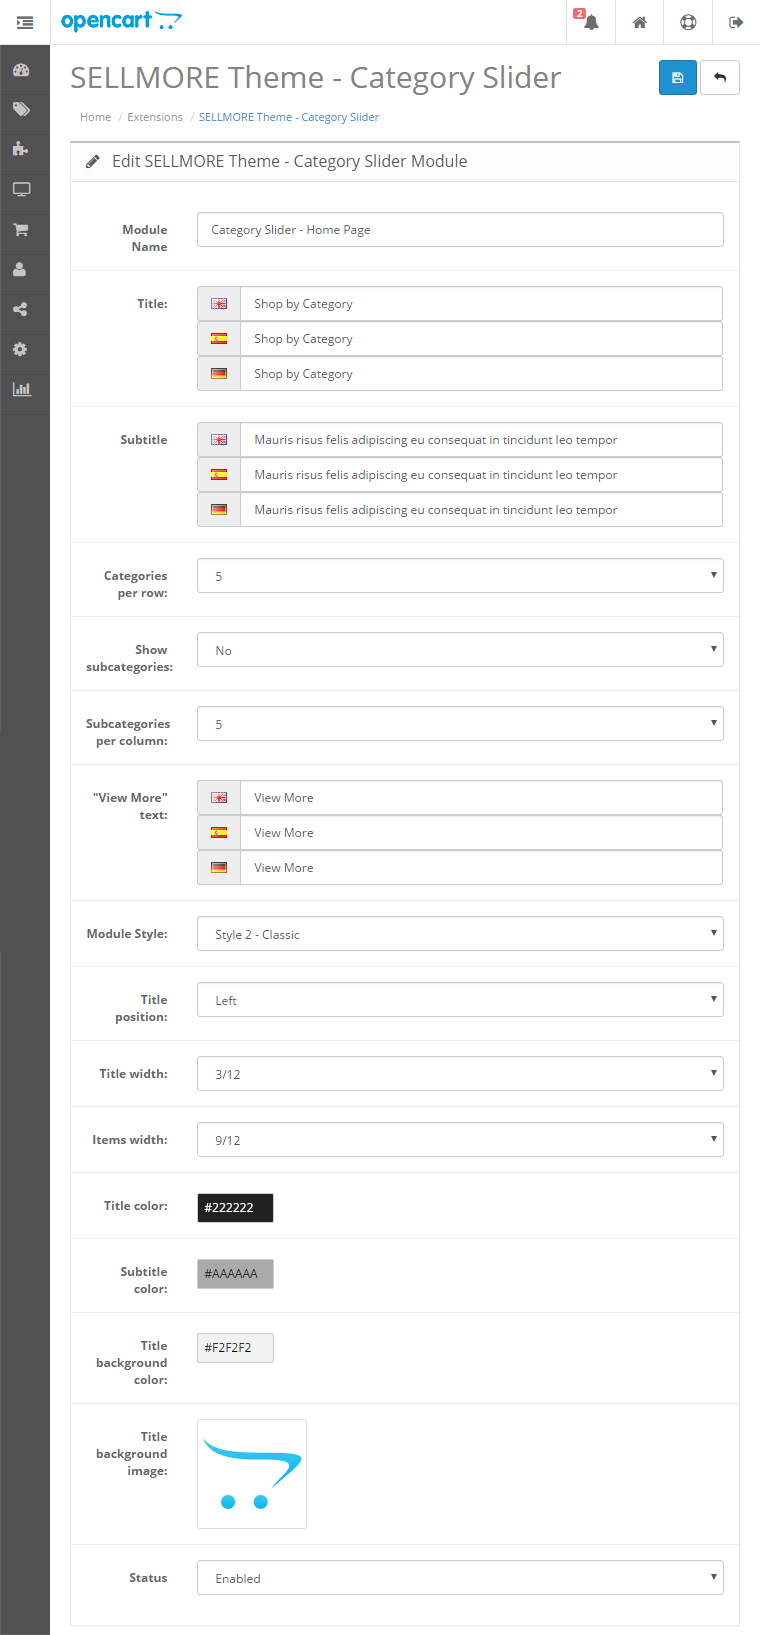 opencart
2
SELLMORE Theme - Category Slider
Home / Extensions / SELLMORE Theme - Category Slider
Edit SELLMORE Theme - Category Slider Module
Module
Name
Category Slider - Home Page
Title:
Shop by Category
Shop by Category
Shop by Category
Subtitle
Mauris risus felis adipiscing eu consequat in tincidunt leo tempor
Mauris risus felis adipiscing eu consequat in tincidunt leo tempor
Mauris risus felis adipiscing eu consequat in tincidunt leo tempor
Categories
per row:
5
Show
subcategories:
No
Subcategories
per column:
5
"View More"
text:
View More
View More
View More
Module Style:
Style 2 - Classic
Title
position:
Left
Title width:
3/12
Items width:
9/12
Title color:
#222222
Subtitle
color:
#AAAAAA
Title
background
color:
#F2F2F2
Title
background
image:
Status
Enabled